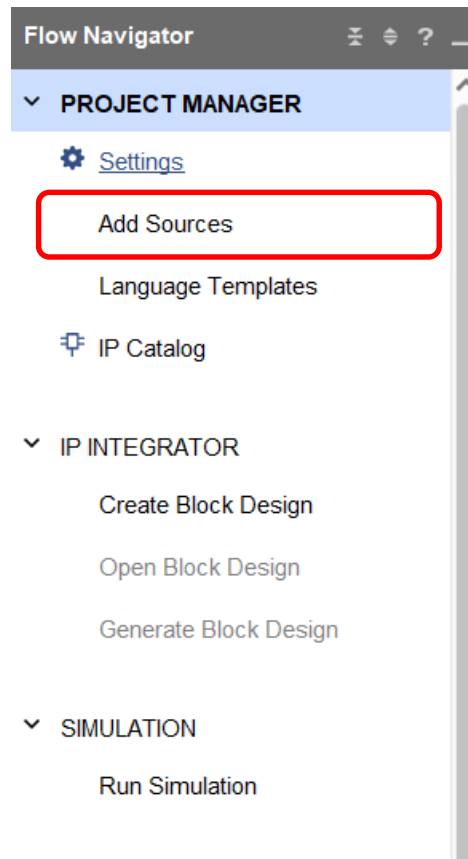 Flow Navigator ?
PROJECT MANAGER
Settings
Add Sources
Language Templates
IP Catalog
IP INTEGRATOR
Create Block Design
Open Block Design
Generate Block Design
SIMULATION
Run Simulation